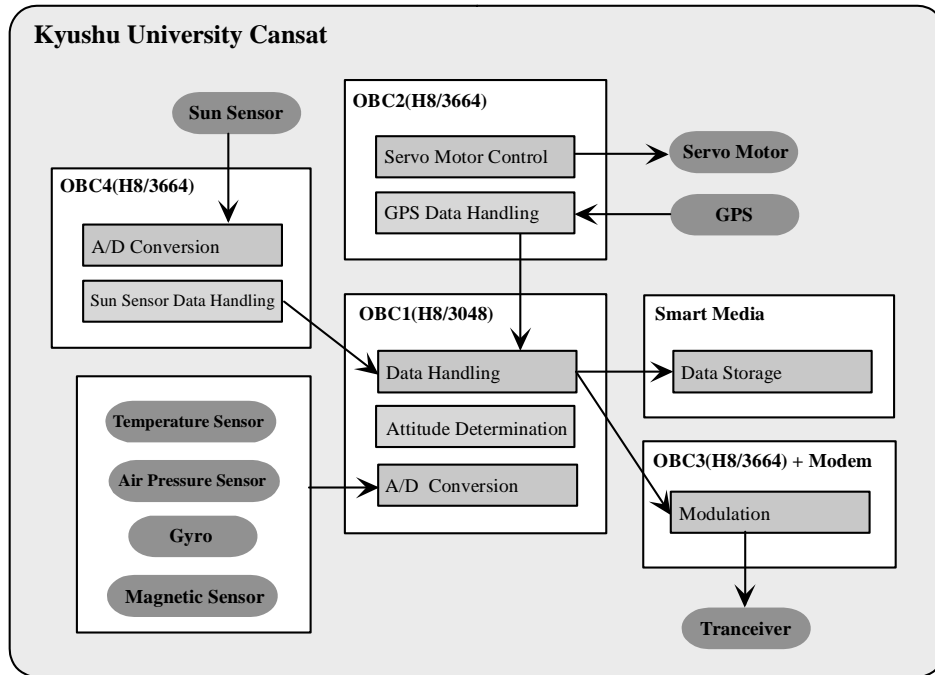 Kyushu University Cansat
Sun Sensor
OBC4(H8/3664)
A/D Conversion
Sun Sensor Data Handling
OBC2(H8/3664)
Servo Motor Control
GPS Data Handling
Servo Motor
GPS
OBC1(H8/3048)
Data Handling
Attitude Determination
A/D Conversion
Temperature Sensor
Air Pressure Sensor
Gyro
Magnetic Sensor
Smart Media
Data Storage
OBC3(H8/3664) + Modem
Modulation
Tranceiver